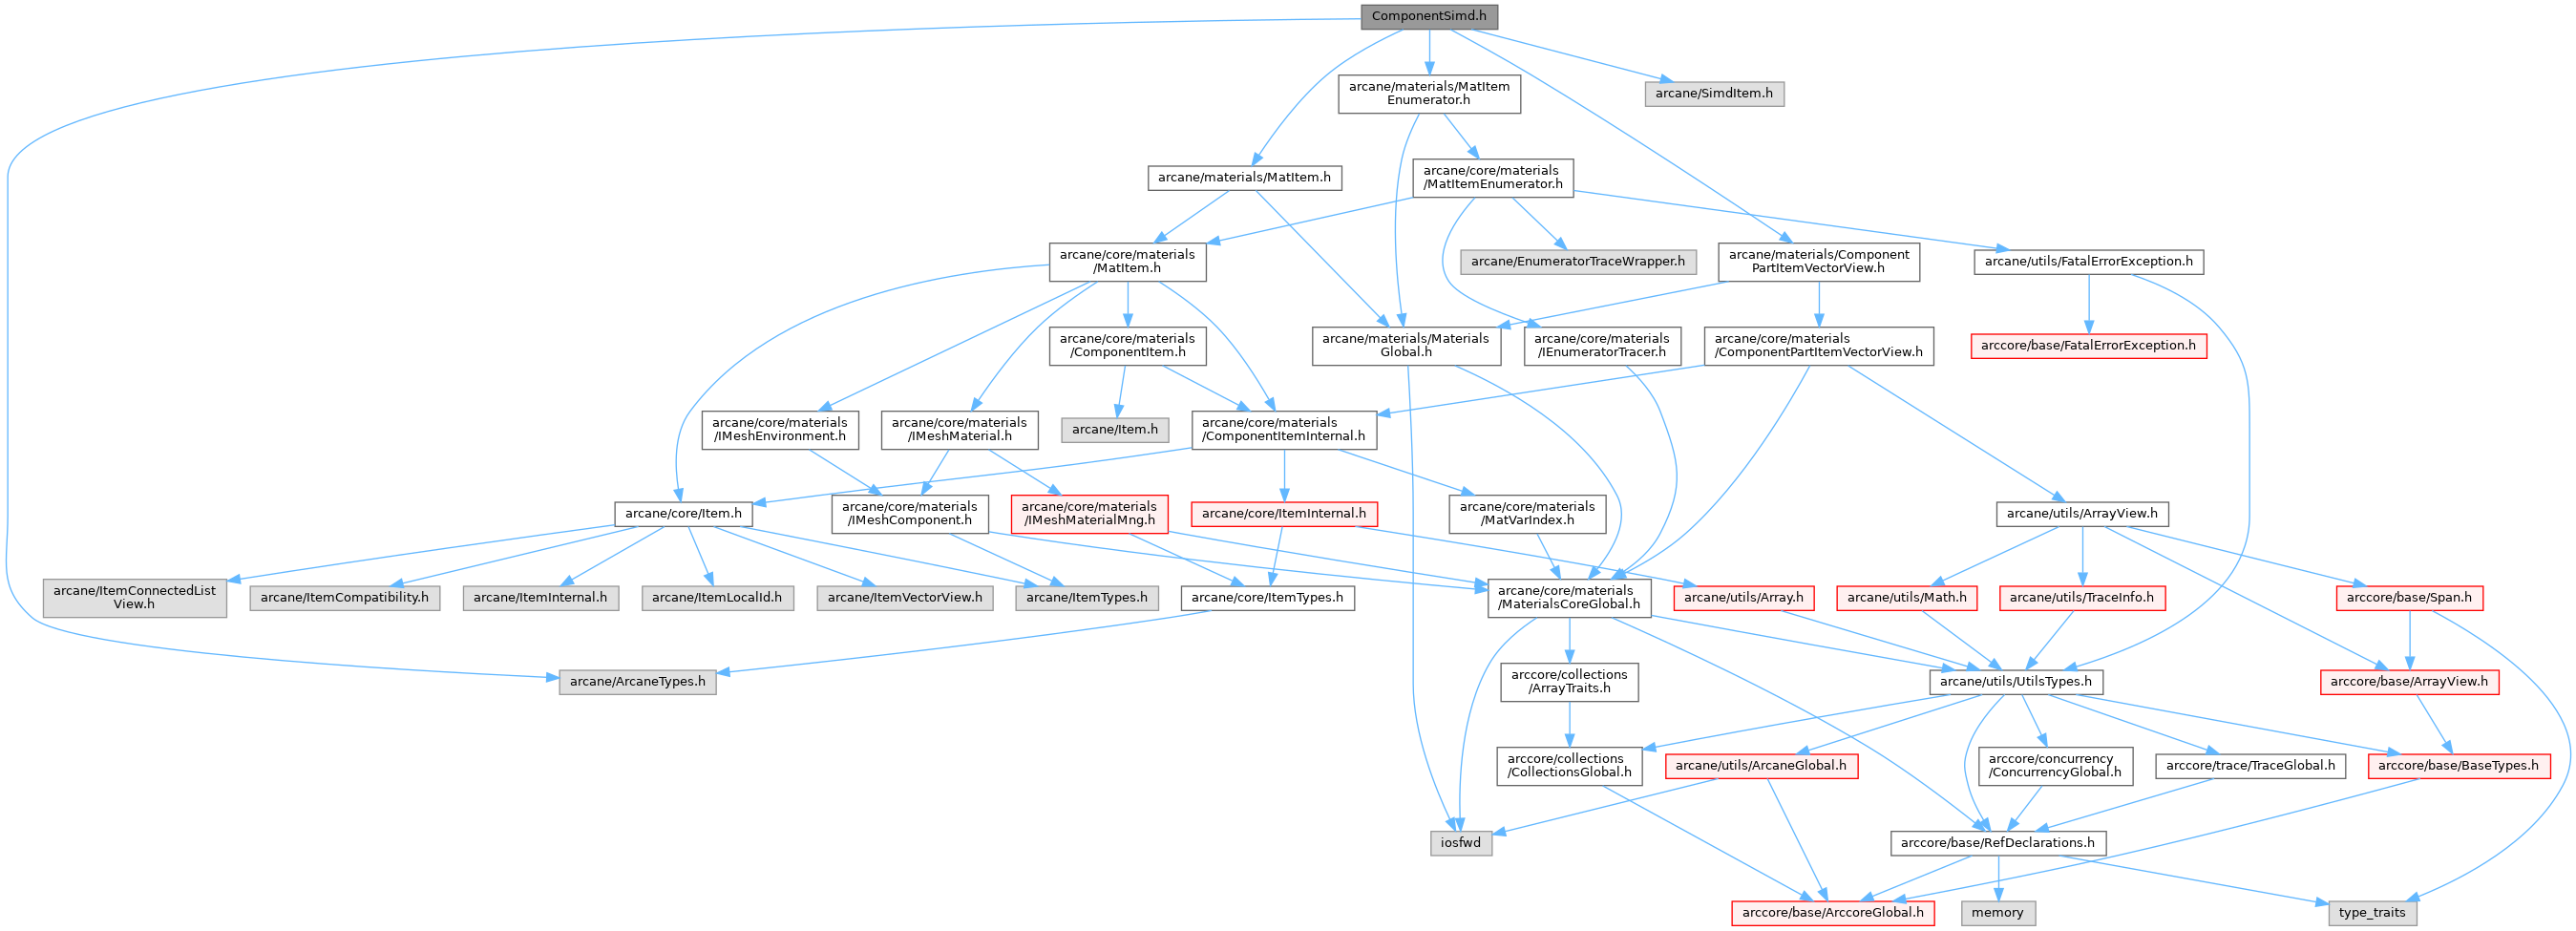 ComponentSimd.h
arcane/materials/MatItem
Enumerator.h
arcane/SimdItem.h
arcane/materials/MatItem.h
arcane/core/materials
/MatItemEnumerator.h
arcane/core/materials
/MatItem.h
arcane/EnumeratorTraceWrapper.h
arcane/materials/Component
PartItemVectorView.h
arcane/utils/FatalErrorException.h
arcane/core/materials
/ComponentItem.h
arcane/materials/Materials
Global.h
arcane/core/materials
/IEnumeratorTracer.h
arcane/core/materials
/ComponentPartItemVectorView.h
arccore/base/FatalErrorException.h
arcane/core/materials
/IMeshEnvironment.h
arcane/core/materials
/IMeshMaterial.h
arcane/Item.h
arcane/core/materials
/ComponentItemInternal.h
arcane/core/Item.h
arcane/core/materials
/IMeshComponent.h
arcane/core/materials
/IMeshMaterialMng.h
arcane/core/ItemInternal.h
arcane/core/materials
/MatVarIndex.h
arcane/utils/ArrayView.h
arcane/ItemConnectedList
View.h
arcane/ItemCompatibility.h
arcane/ItemInternal.h
arcane/ItemLocalId.h
arcane/ItemVectorView.h
arcane/ItemTypes.h
arcane/core/ItemTypes.h
arcane/core/materials
/MaterialsCoreGlobal.h
arcane/utils/Array.h
arcane/utils/Math.h
arcane/utils/TraceInfo.h
arccore/base/Span.h
arcane/ArcaneTypes.h
arccore/collections
/ArrayTraits.h
arcane/utils/UtilsTypes.h
arccore/base/ArrayView.h
arccore/collections
/CollectionsGlobal.h
arcane/utils/ArcaneGlobal.h
arccore/concurrency
/ConcurrencyGlobal.h
arccore/trace/TraceGlobal.h
arccore/base/BaseTypes.h
iosfwd
arccore/base/RefDeclarations.h
arccore/base/ArccoreGlobal.h
memory
type_traits